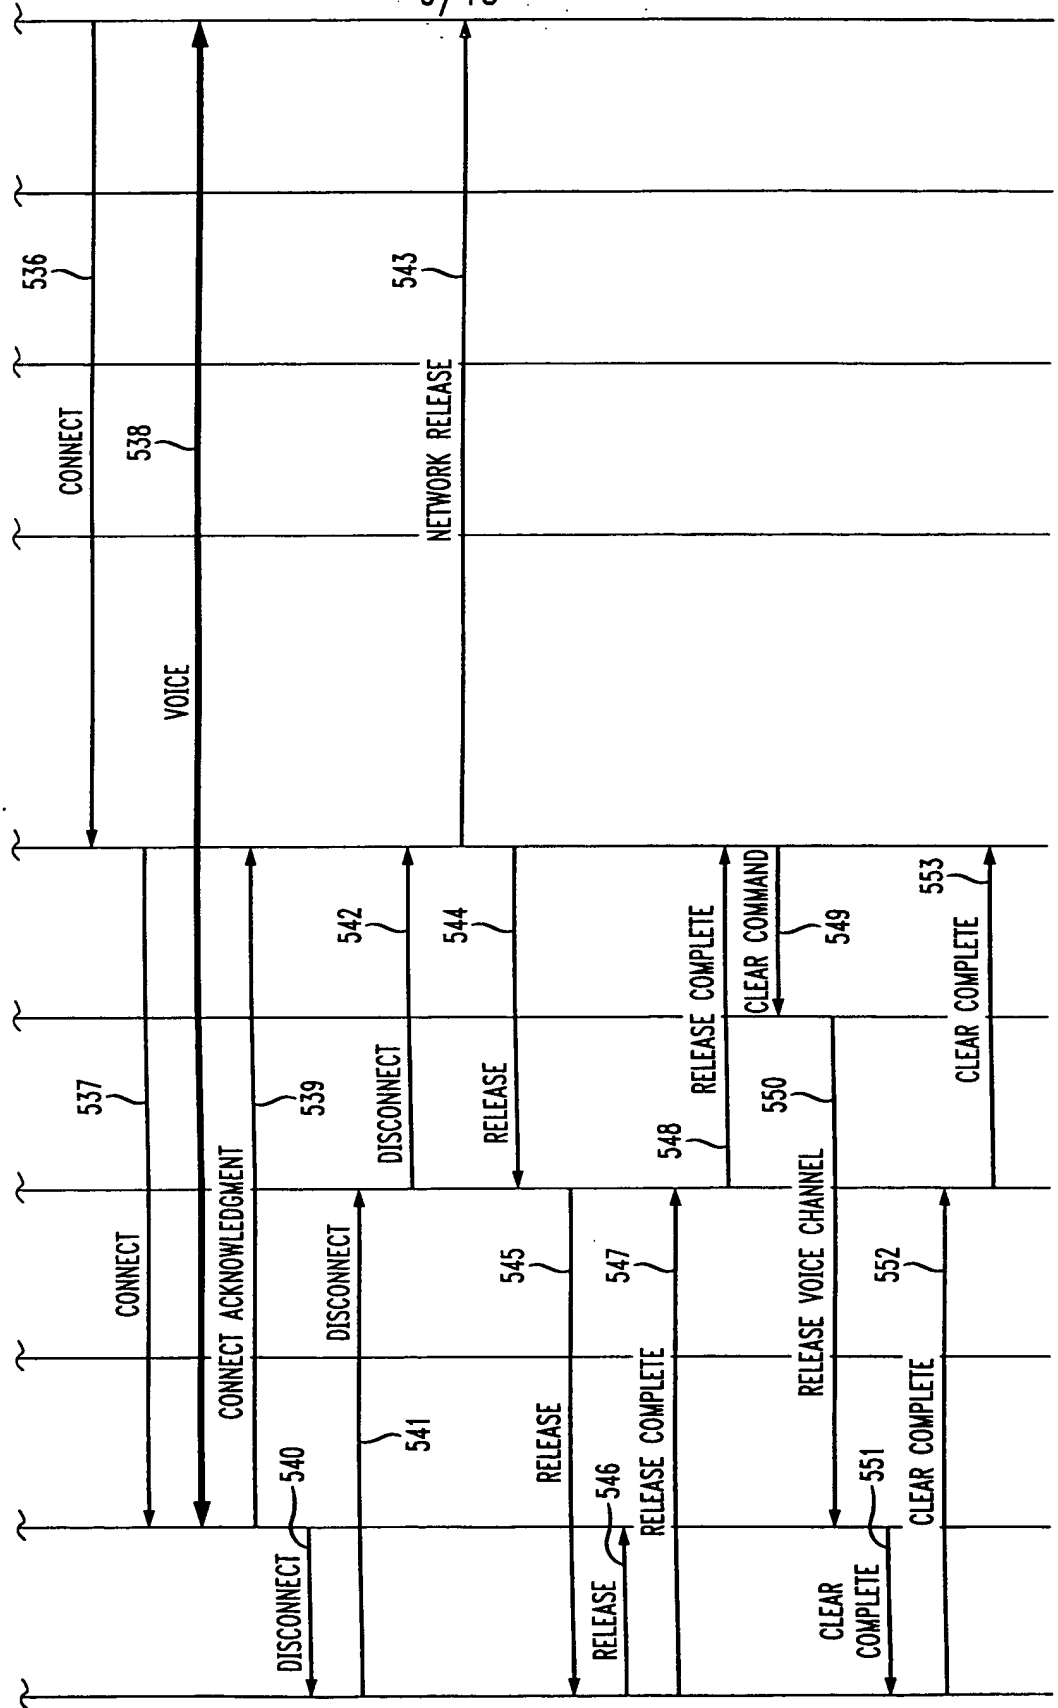 CONNECT
536
CONNECT
537
VOICE
538
CONNECT ACKNOWLEDGMENT
539
DISCONNECT
540
DISCONNECT
541
DISCONNECT
542
NETWORK RELEASE
543
RELEASE
544
RELEASE
545
RELEASE
546
RELEASE COMPLETE
547
RELEASE COMPLETE
548
CLEAR COMMAND
549
RELEASE VOICE CHANNEL
550
CLEAR
COMPLETE
551
CLEAR COMPLETE
552
CLEAR COMPLETE
553